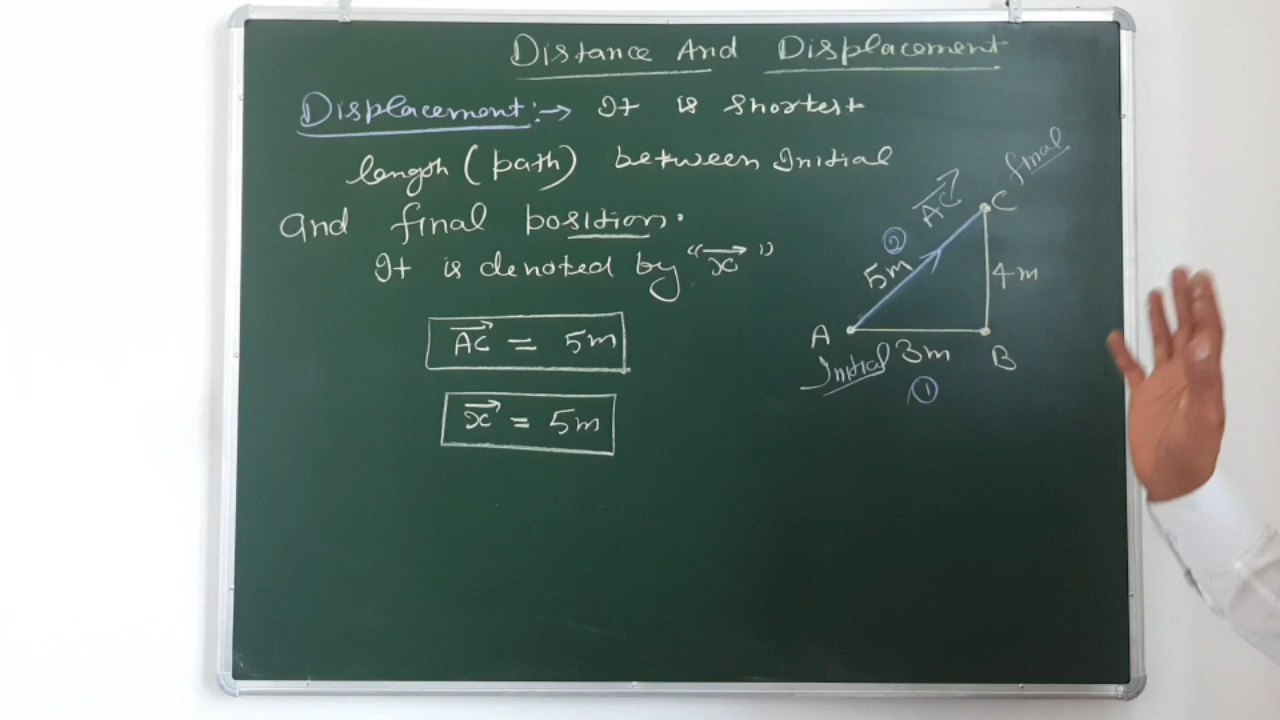 Distance And Displacement
Displacement:→ It is shortest
length (path) between Initial
and final position.
It is denoted by "x⃗"
AC⃗ = 5m
x⃗ = 5m
final
C
AC⃗
②
5m
4m
A
B
Initial
3m
①